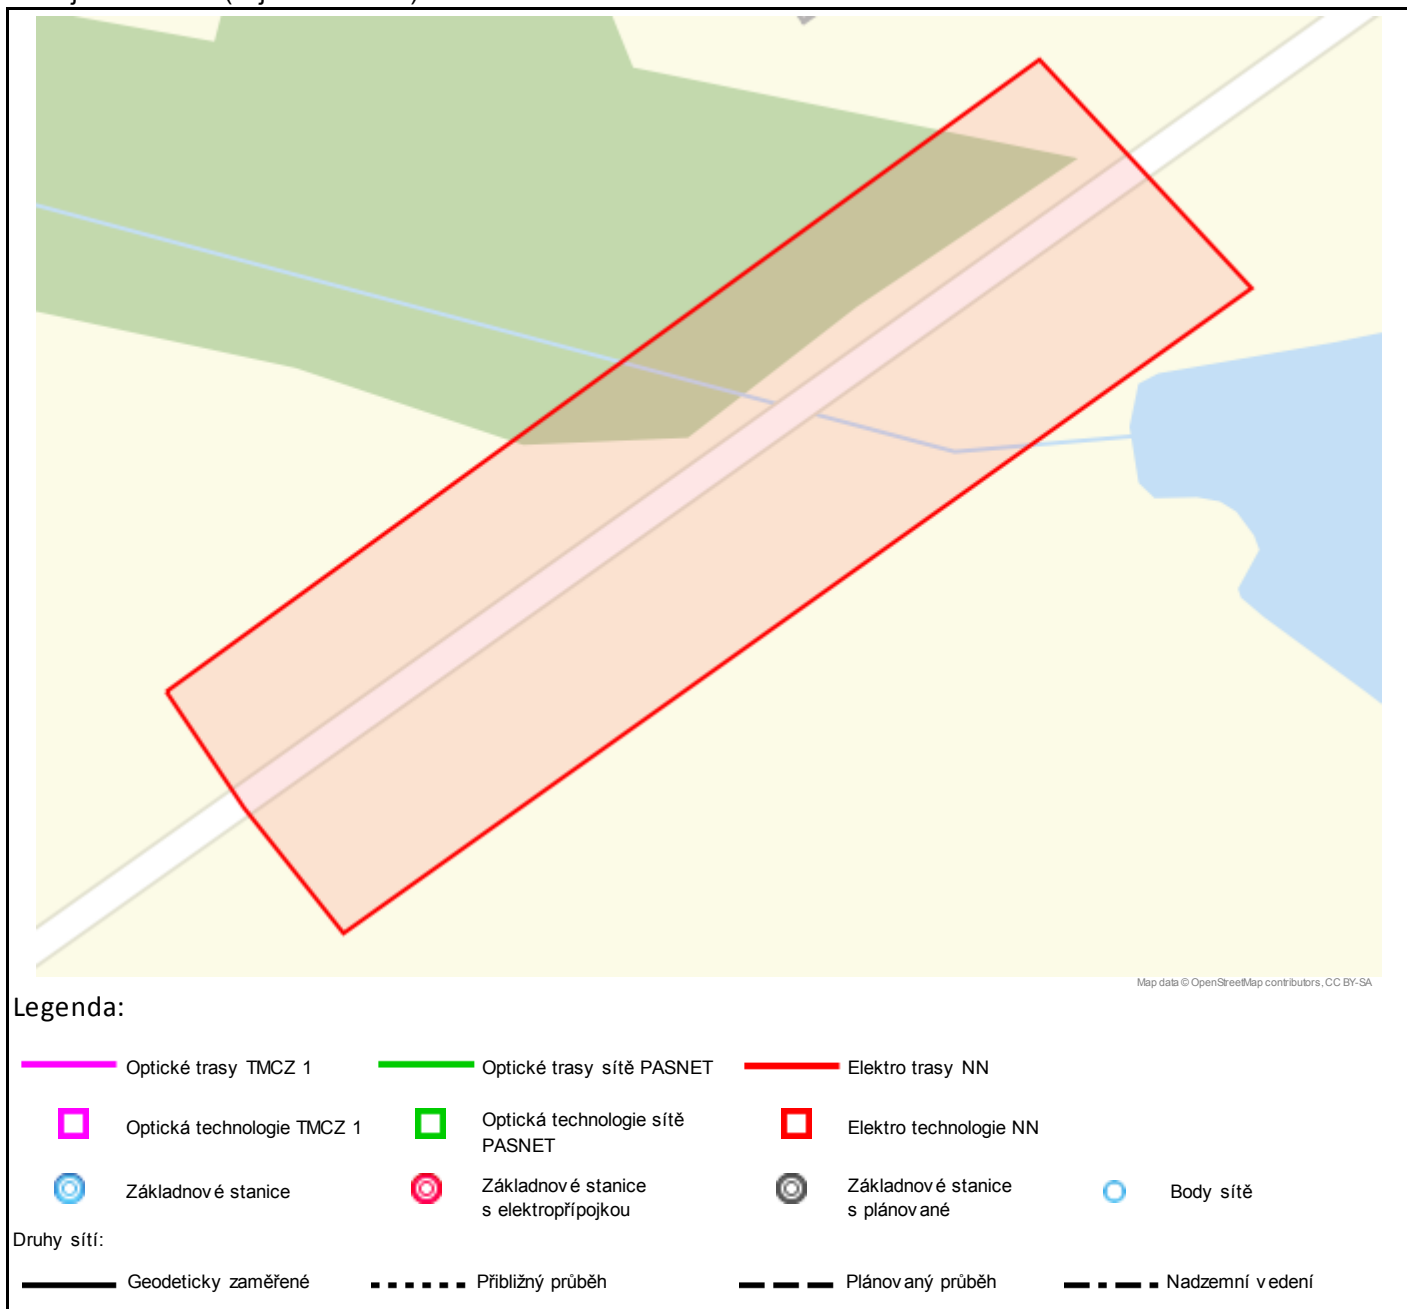 Map data © OpenStreetMap contributors, CC BY-SA
Legenda:
Optické trasy TMCZ 1
Optické trasy sítě PASNET
Elektro trasy NN
Optická technologie TMCZ 1
Optická technologie sítě
PASNET
Elektro technologie NN
Základnové stanice
Základnové stanice
s elektropřípojkou
Základnové stanice
s plánované
Body sítě
Druhy sítí:
Geodeticky zaměřené
Přibližný průběh
Plánovaný průběh
Nadzemní vedení